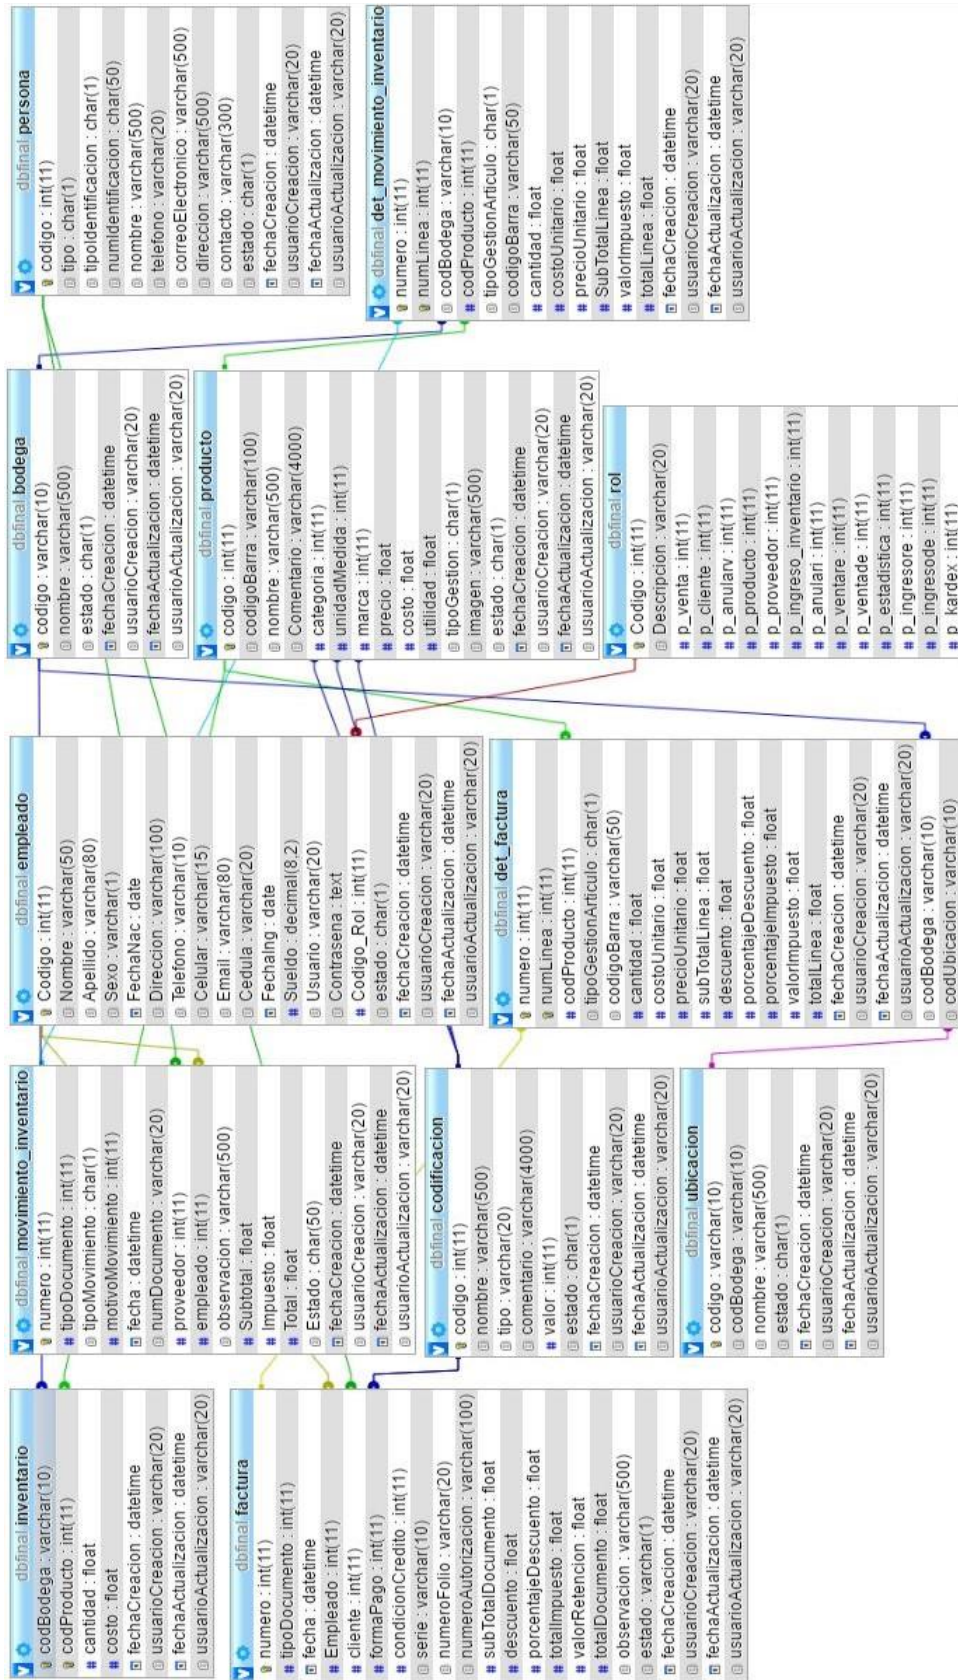 dbfinal inventario
codBodega : varchar(10)
codProducto : int(11)
# cantidad : float
# costo : float
fechaCreacion : datetime
usuarioCreacion : varchar(20)
fechaActualizacion : datetime
usuarioActualizacion : varchar(20)
dbfinal movimiento_inventario
numero : int(11)
# tipoDocumento : int(11)
tipoMovimiento : char(1)
# motivoMovimiento : int(11)
fecha : datetime
numDocumento : varchar(20)
# proveedor : int(11)
# empleado : int(11)
observacion : varchar(500)
# Subtotal : float
# Impuesto : float
# Total : float
Estado : char(50)
fechaCreacion : datetime
usuarioCreacion : varchar(20)
fechaActualizacion : datetime
usuarioActualizacion : varchar(20)
dbfinal empleado
Codigo : int(11)
Nombre : varchar(50)
Apellido : varchar(80)
Sexo : varchar(1)
FechaNac : date
Direccion : varchar(100)
Telefono : varchar(10)
Celular : varchar(15)
Email : varchar(80)
Cedula : varchar(20)
FechaIng : date
# Sueldo : decimal(8,2)
Usuario : varchar(20)
Contrasena : text
# Codigo_Rol : int(11)
estado : char(1)
fechaCreacion : datetime
usuarioCreacion : varchar(20)
fechaActualizacion : datetime
usuarioActualizacion : varchar(20)
dbfinal bodega
codigo : varchar(10)
nombre : varchar(500)
estado : char(1)
fechaCreacion : datetime
usuarioCreacion : varchar(20)
fechaActualizacion : datetime
usuarioActualizacion : varchar(20)
dbfinal persona
codigo : int(11)
tipo : char(1)
tipoIdentificacion : char(1)
numIdentificacion : char(50)
nombre : varchar(500)
telefono : varchar(20)
correoElectronico : varchar(500)
direccion : varchar(500)
contacto : varchar(300)
estado : char(1)
fechaCreacion : datetime
usuarioCreacion : varchar(20)
fechaActualizacion : datetime
usuarioActualizacion : varchar(20)
dbfinal factura
numero : int(11)
# tipoDocumento : int(11)
fecha : datetime
# Empleado : int(11)
# cliente : int(11)
# formaPago : int(11)
# condicionCredito : int(11)
serie : varchar(10)
numeroFolio : varchar(20)
numeroAutorizacion : varchar(100)
# subTotalDocumento : float
# descuento : float
# porcentajeDescuento : float
# totalImpuesto : float
# valorRetencion : float
# totalDocumento : float
observacion : varchar(500)
estado : varchar(1)
fechaCreacion : datetime
usuarioCreacion : varchar(20)
fechaActualizacion : datetime
usuarioActualizacion : varchar(20)
dbfinal codificacion
codigo : int(11)
nombre : varchar(500)
tipo : varchar(20)
comentario : varchar(4000)
# valor : int(11)
estado : char(1)
fechaCreacion : datetime
usuarioCreacion : varchar(20)
fechaActualizacion : datetime
usuarioActualizacion : varchar(20)
dbfinal ubicacion
codigo : varchar(10)
codBodega : varchar(10)
nombre : varchar(500)
estado : char(1)
fechaCreacion : datetime
usuarioCreacion : varchar(20)
fechaActualizacion : datetime
usuarioActualizacion : varchar(20)
dbfinal det_factura
numero : int(11)
numLinea : int(11)
# codProducto : int(11)
tipoGestionArticulo : char(1)
codigoBarra : varchar(50)
# cantidad : float
# costoUnitario : float
# precioUnitario : float
# subTotalLinea : float
# descuento : float
# porcentajeDescuento : float
# porcentajeImpuesto : float
# valorImpuesto : float
# totalLinea : float
fechaCreacion : datetime
usuarioCreacion : varchar(20)
fechaActualizacion : datetime
usuarioActualizacion : varchar(20)
codBodega : varchar(10)
codUbicacion : varchar(10)
dbfinal producto
codigo : int(11)
codigoBarra : varchar(100)
nombre : varchar(500)
Comentario : varchar(4000)
# categoria : int(11)
# unidadMedida : int(11)
# marca : int(11)
# precio : float
# costo : float
# utilidad : float
tipoGestion : char(1)
imagen : varchar(500)
estado : char(1)
fechaCreacion : datetime
usuarioCreacion : varchar(20)
fechaActualizacion : datetime
usuarioActualizacion : varchar(20)
dbfinal rol
Codigo : int(11)
Descripcion : varchar(20)
# p_venta : int(11)
# p_cliente : int(11)
# p_anularv : int(11)
# p_producto : int(11)
# p_proveedor : int(11)
# p_ingreso_inventario : int(11)
# p_anulari : int(11)
# p_ventare : int(11)
# p_ventade : int(11)
# p_estadistica : int(11)
# p_ingresore : int(11)
# p_ingresode : int(11)
# p_kardex : int(11)
dbfinal det_movimiento_inventario
numero : int(11)
numLinea : int(11)
codBodega : varchar(10)
# codProducto : int(11)
tipoGestionArticulo : char(1)
codigoBarra : varchar(50)
# cantidad : float
# costoUnitario : float
# precioUnitario : float
# SubTotalLinea : float
# valorImpuesto : float
# totalLinea : float
fechaCreacion : datetime
usuarioCreacion : varchar(20)
fechaActualizacion : datetime
usuarioActualizacion : varchar(20)